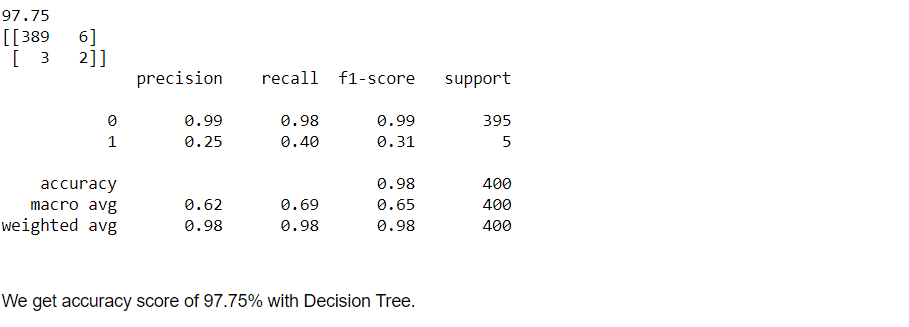 97.75
[[389   6]
 [  3   2]]
              precision    recall  f1-score   support

           0       0.99      0.98      0.99       395
           1       0.25      0.40      0.31         5

    accuracy                           0.98       400
   macro avg       0.62      0.69      0.65       400
weighted avg       0.98      0.98      0.98       400

We get accuracy score of 97.75% with Decision Tree.